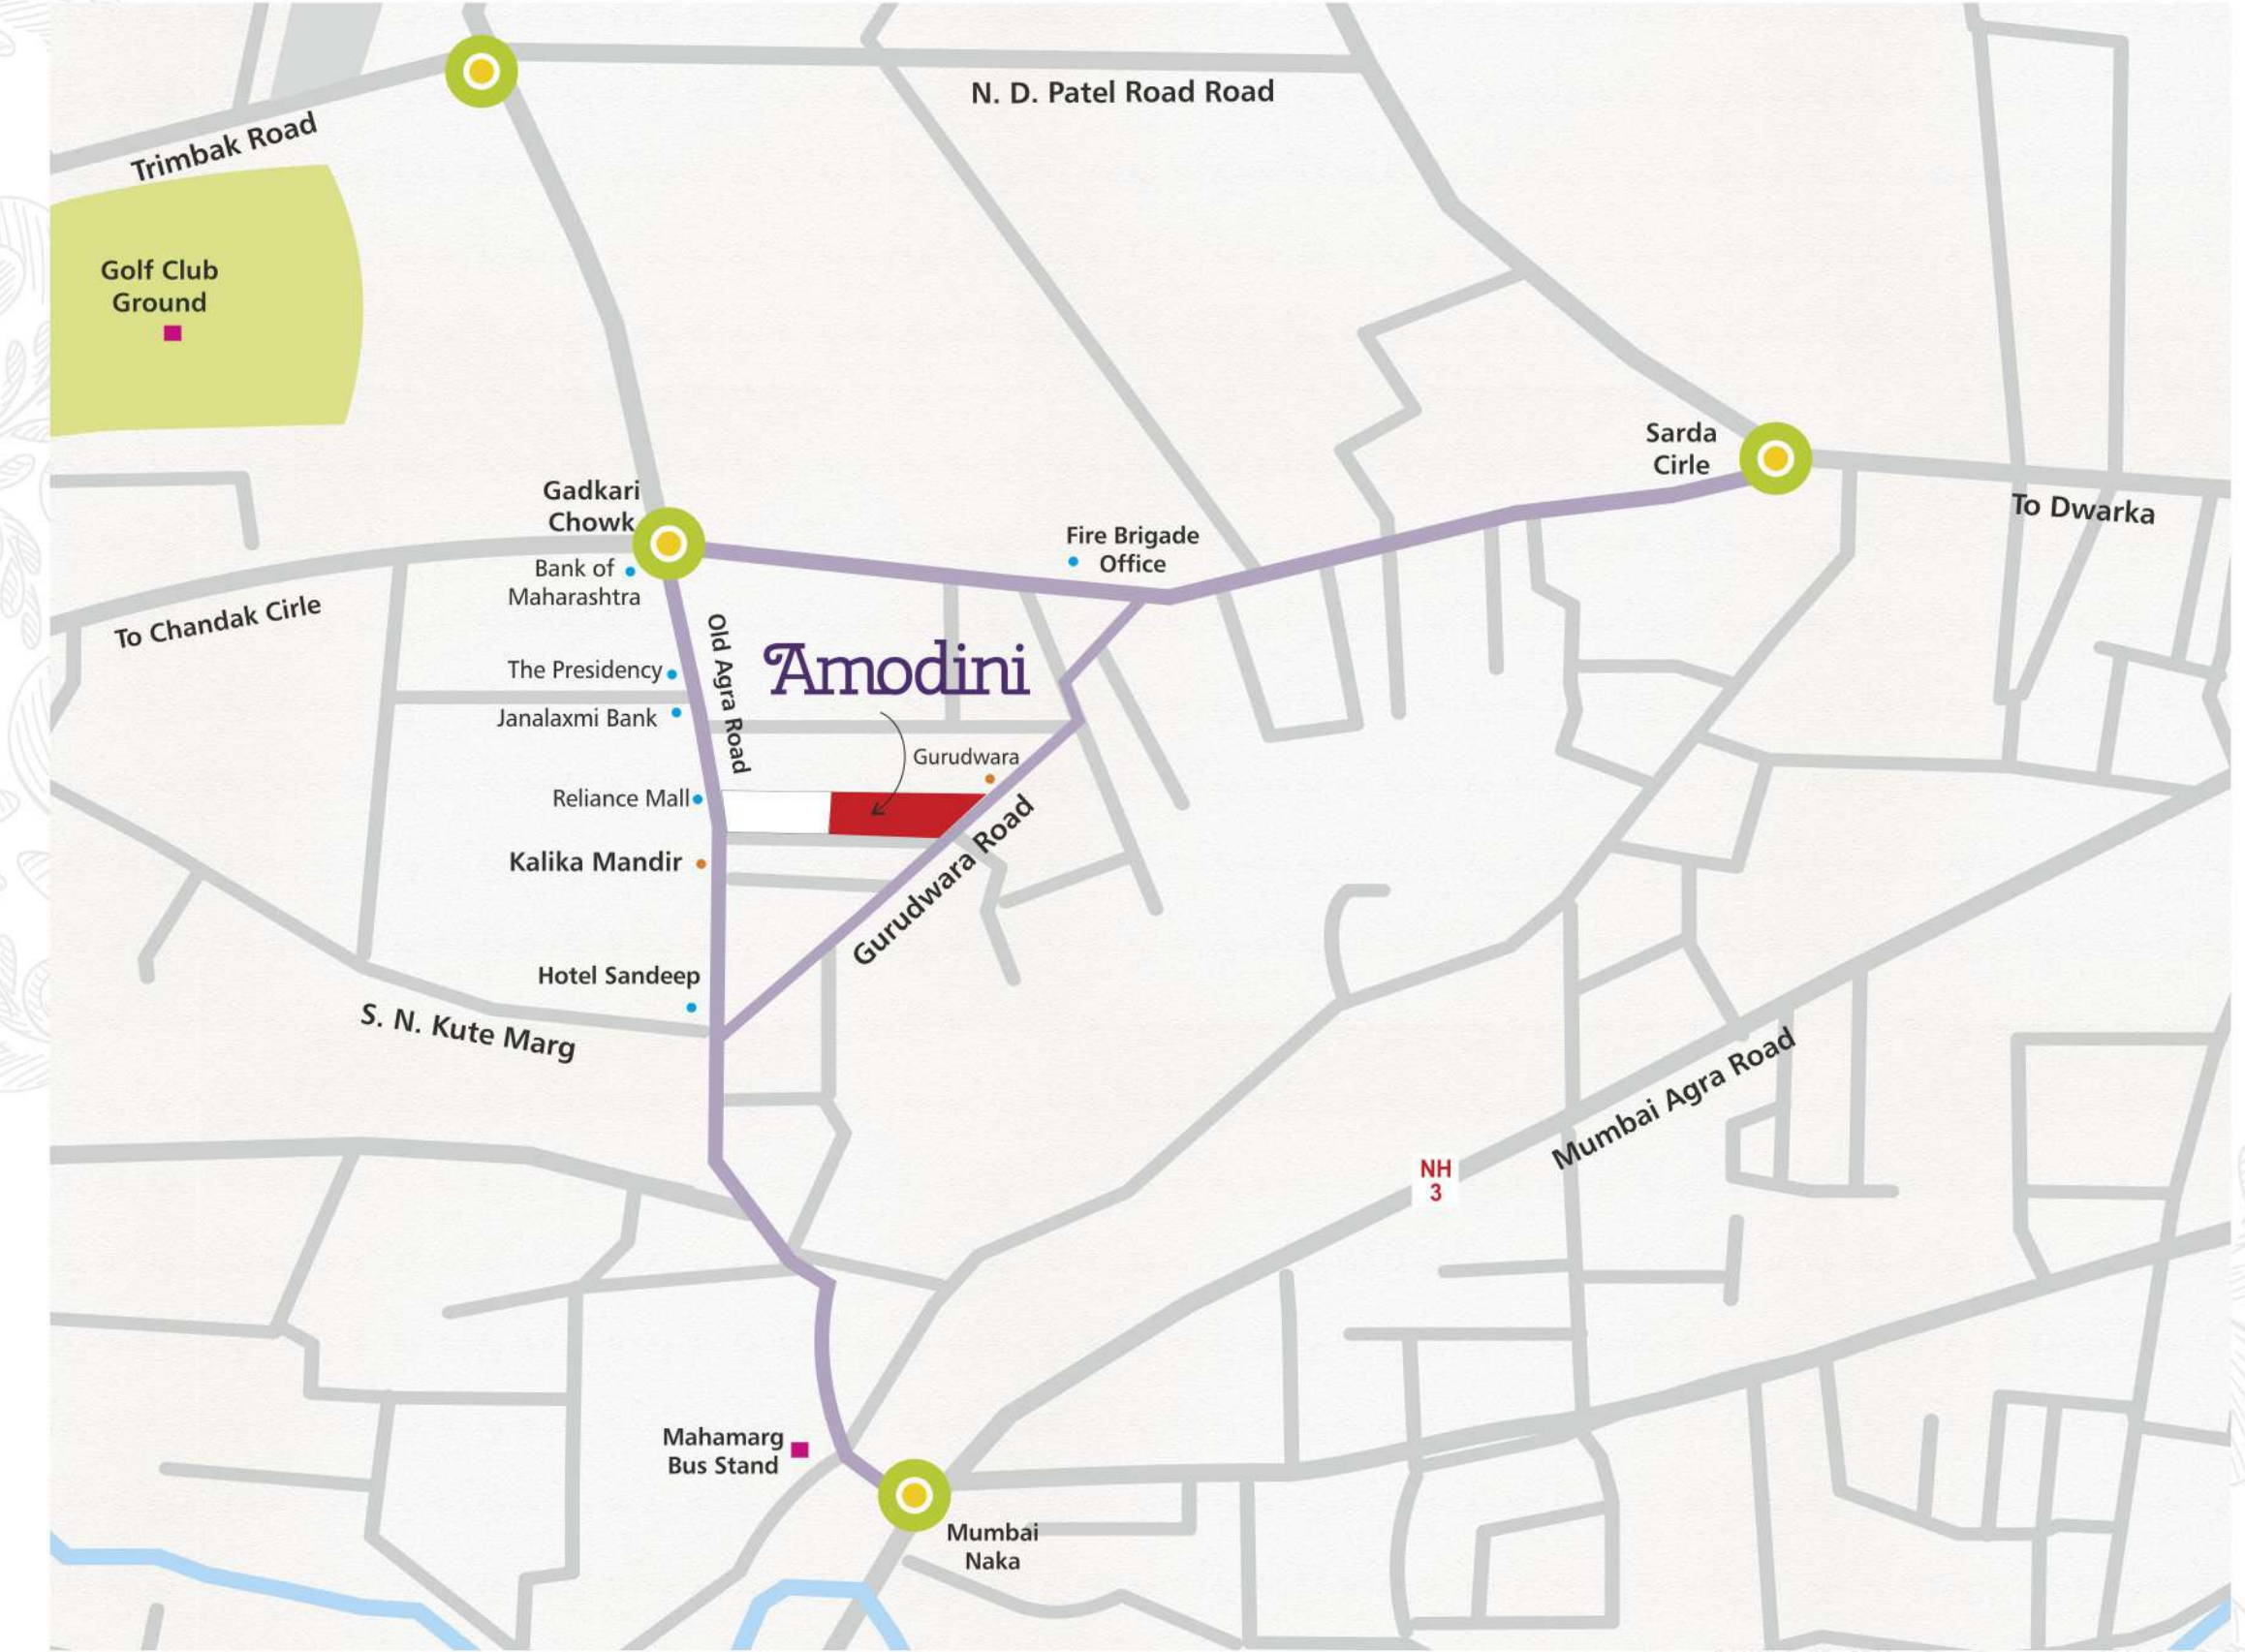 N. D. Patel Road Road
Trimbak Road
Golf Club
Ground
Sarda
Cirle
Gadkari
Chowk
To Dwarka
Fire Brigade
Office
Bank of
Maharashtra
To Chandak Cirle
Old Agra Road
Amodini
The Presidency
Janalaxmi Bank
Gurudwara
Reliance Mall
Kalika Mandir
Gurudwara Road
Hotel Sandeep
S. N. Kute Marg
Mumbai Agra Road
NH
3
Mahamarg
Bus Stand
Mumbai
Naka